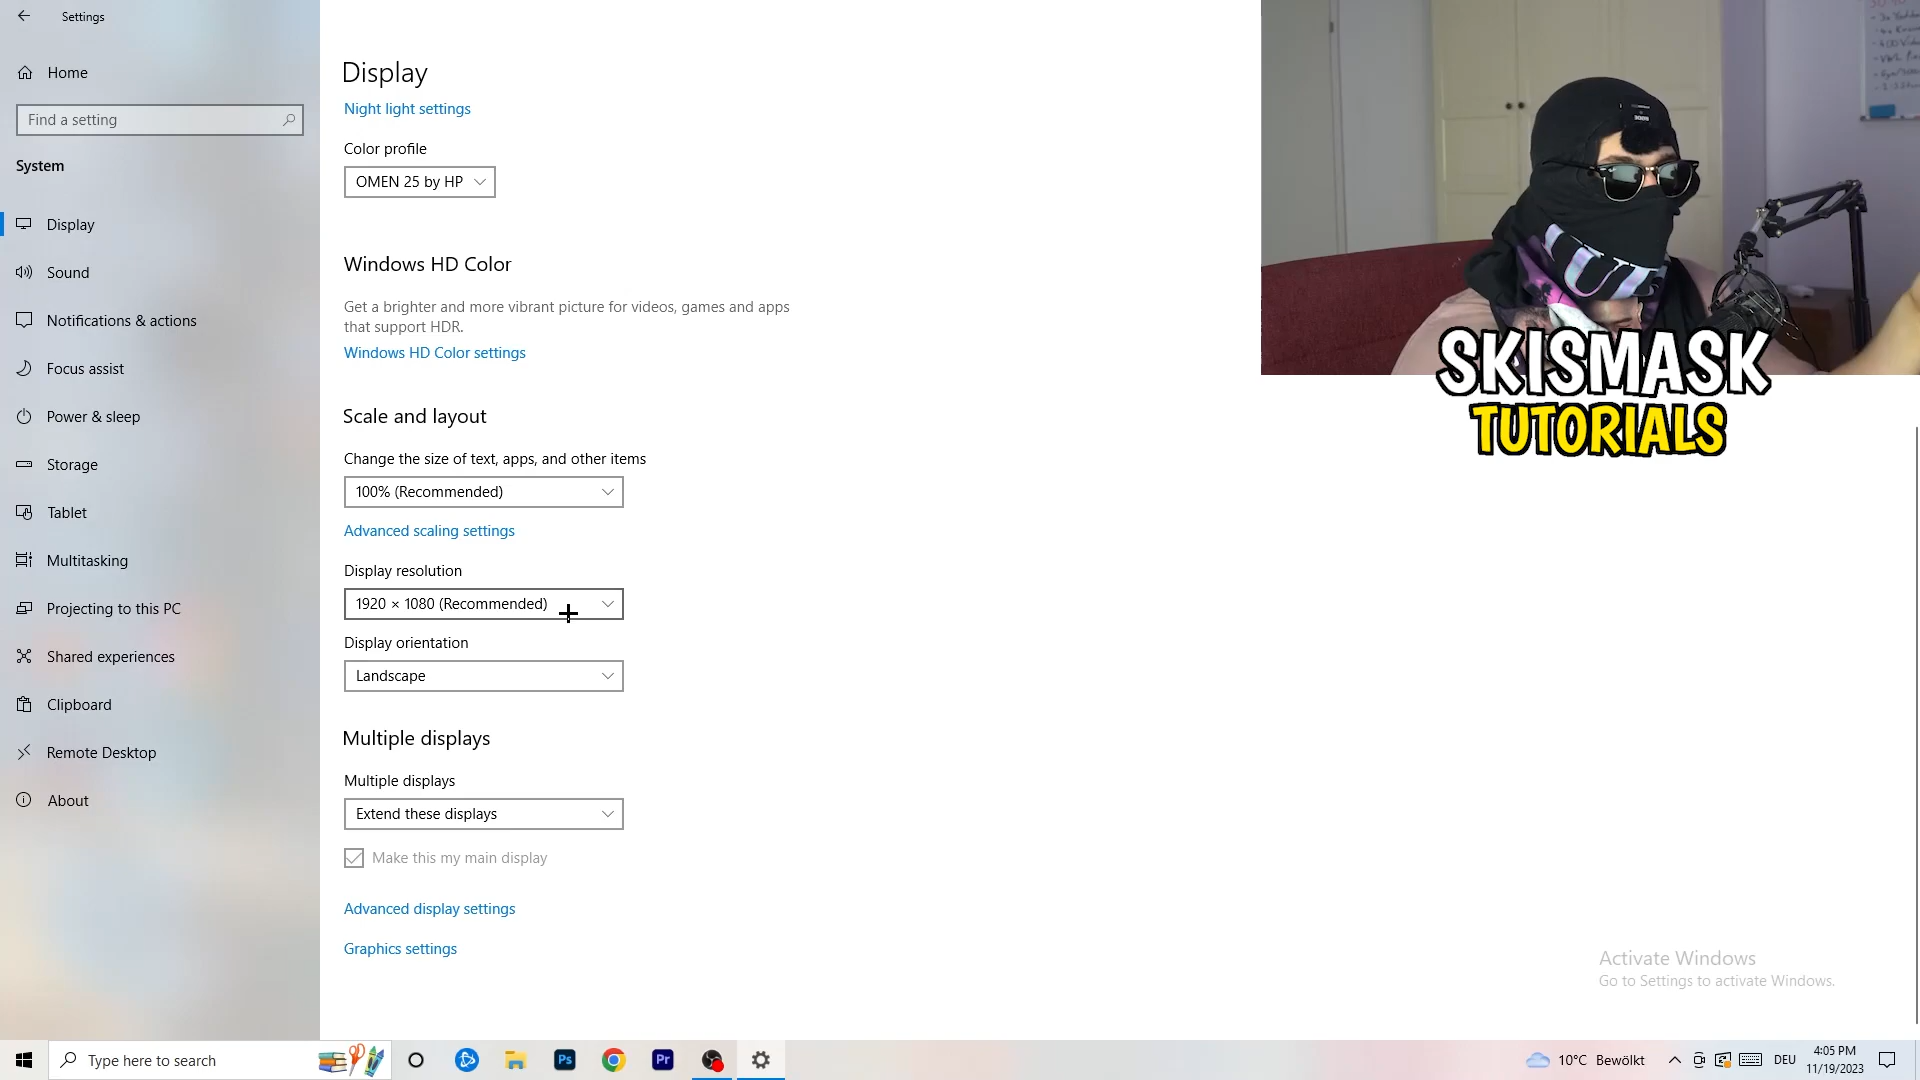 Settings
Home
Find a setting
System
Display
Sound
Notifications & actions
Focus assist
Power & sleep
Storage
Tablet
Multitasking
Projecting to this PC
Shared experiences
Clipboard
Remote Desktop
About
Display
Night light settings
Color profile
OMEN 25 by HP
Windows HD Color
Get a brighter and more vibrant picture for videos, games and apps
that support HDR.
Windows HD Color settings
Scale and layout
Change the size of text, apps, and other items
100% (Recommended)
Advanced scaling settings
Display resolution
1920 × 1080 (Recommended)
Display orientation
Landscape
Multiple displays
Multiple displays
Extend these displays
Make this my main display
Advanced display settings
Graphics settings
SKISMASK
TUTORIALS
Activate Windows
Go to Settings to activate Windows.
Type here to search
Ps
Pr
10°C Bewölkt
DEU
4:05 PM
11/19/2023